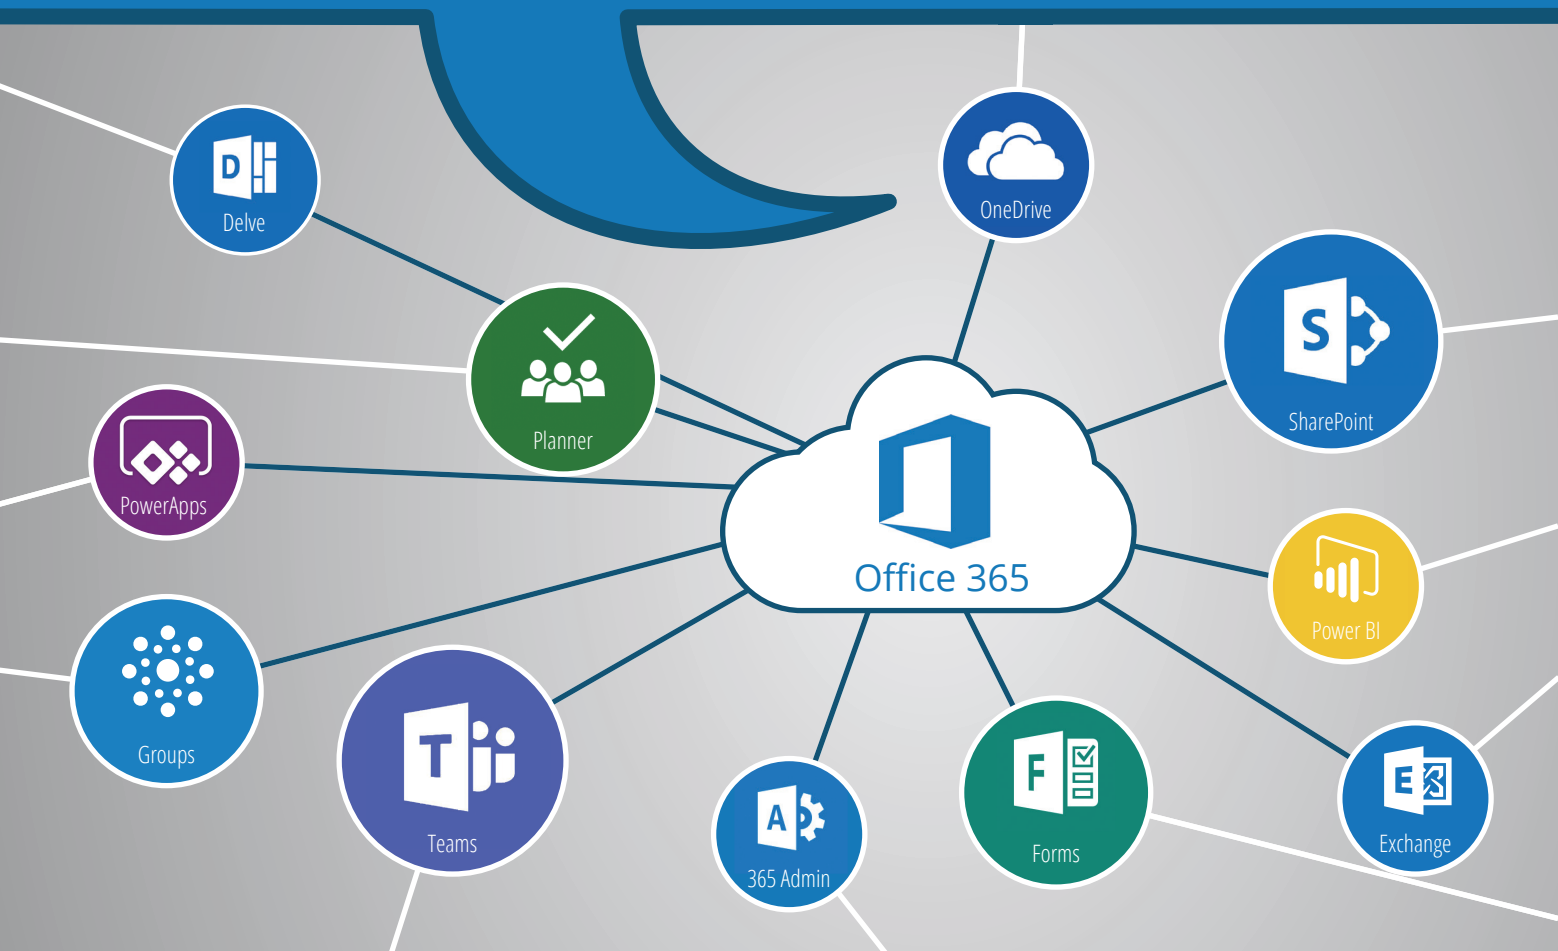 Delve
OneDrive
Planner
SharePoint
PowerApps
Office 365
Power BI
Groups
Teams
365 Admin
Forms
Exchange
D
S
T
A
F
E